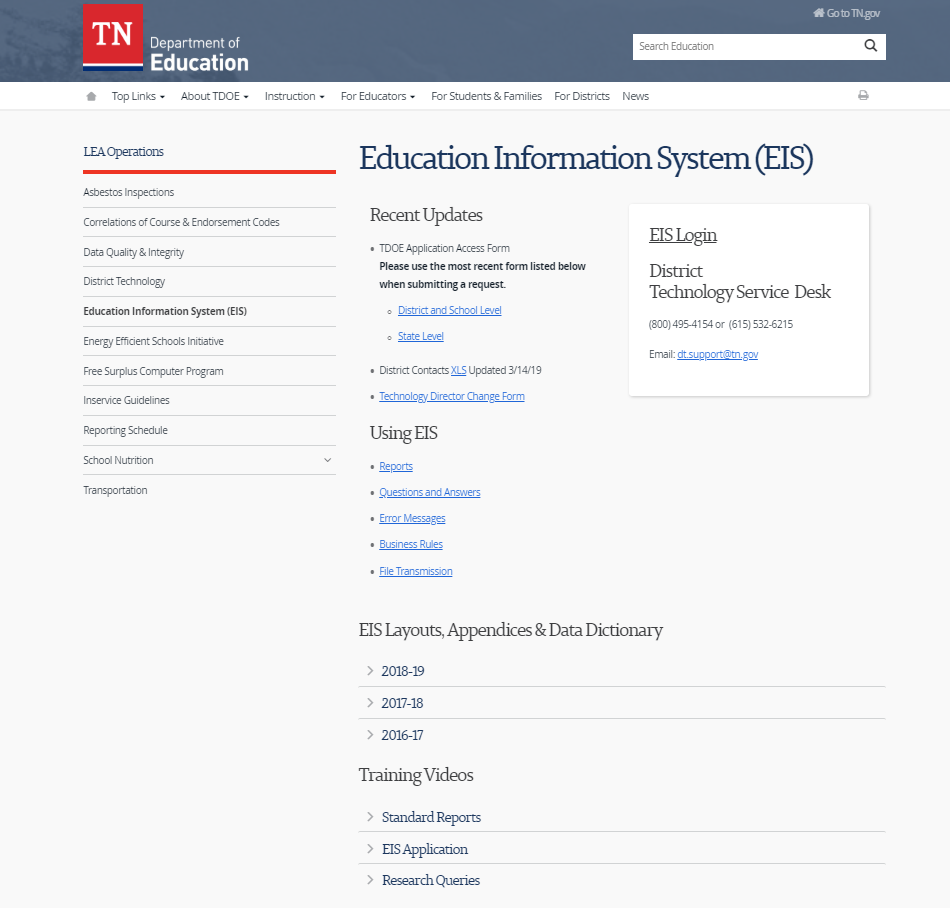 TN
Department of
Education
Go to TN.gov
Search Education
Top Links
About TDOE
Instruction
For Educators
For Students & Families
For Districts
News
LEA Operations
Asbestos Inspections
Correlations of Course & Endorsement Codes
Data Quality & Integrity
District Technology
Education Information System (EIS)
Energy Efficient Schools Initiative
Free Surplus Computer Program
Inservice Guidelines
Reporting Schedule
School Nutrition
Transportation
Education Information System (EIS)
Recent Updates
TDOE Application Access Form
Please use the most recent form listed below
when submitting a request.
District and School Level
State Level
District Contacts XLS Updated 3/14/19
Technology Director Change Form
Using EIS
Reports
Questions and Answers
Error Messages
Business Rules
File Transmission
EIS Login
District
Technology Service Desk
(800) 495-4154 or (615) 532-6215
Email: dt.support@tn.gov
EIS Layouts, Appendices & Data Dictionary
2018-19
2017-18
2016-17
Training Videos
Standard Reports
EIS Application
Research Queries